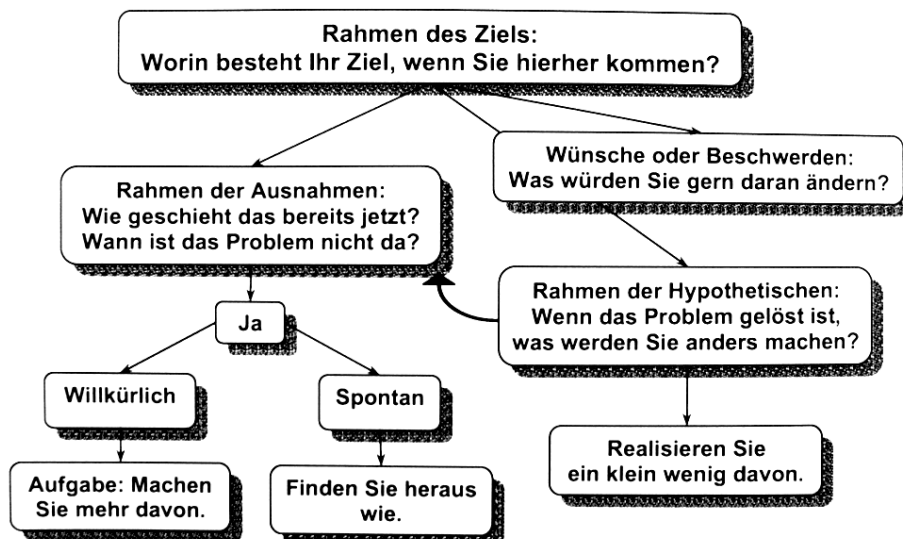 Rahmen des Ziels:
Worin besteht Ihr Ziel, wenn Sie hierher kommen?
Wünsche oder Beschwerden:
Was würden Sie gern daran ändern?
Rahmen der Ausnahmen:
Wie geschieht das bereits jetzt?
Wann ist das Problem nicht da?
Rahmen der Hypothetischen:
Wenn das Problem gelöst ist,
was werden Sie anders machen?
Ja
Willkürlich
Spontan
Realisieren Sie
ein klein wenig davon.
Aufgabe: Machen
Sie mehr davon.
Finden Sie heraus
wie.